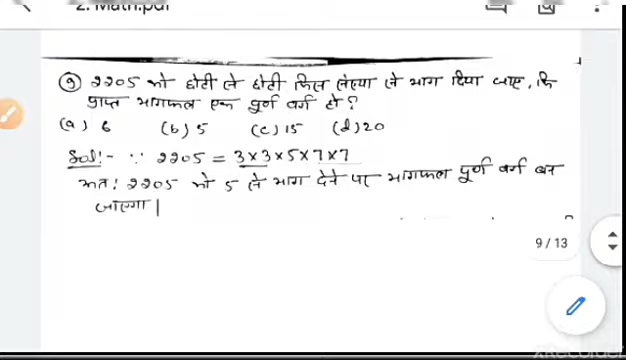 2. Math.pdf
⑨ 2205 को छोटी से छोटी किस संख्या से भाग दिया जाए, कि
प्राप्त भागफल एक पूर्ण वर्ग हो?
(a) 6 (b) 5 (c) 15 (d) 20
Sol:- ∵ 2205 = 3×3×5×7×7
अतः 2205 को 5 से भाग देने पर भागफल पूर्ण वर्ग बन
जाएगा |
9 / 13
XRecorder